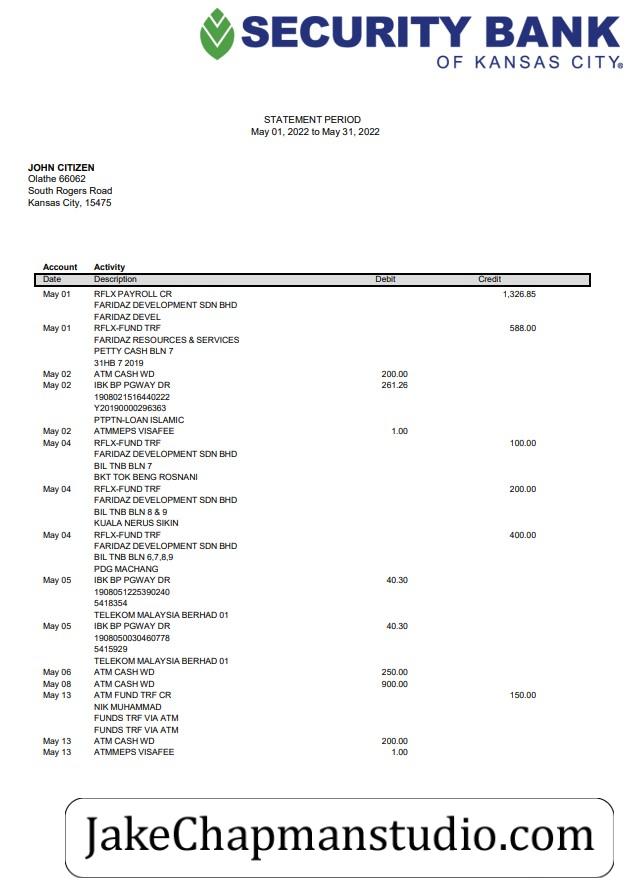 SECURITY BANK
OF KANSAS CITY®
STATEMENT PERIOD
May 01, 2022 to May 31, 2022
JOHN CITIZEN
Olathe 66062
South Rogers Road
Kansas City, 15475
Account Activity
Date Description Debit Credit
May 01 RFLX PAYROLL CR 1,326.85
FARIDAZ DEVELOPMENT SDN BHD
FARIDAZ DEVEL
May 01 RFLX-FUND TRF 588.00
FARIDAZ RESOURCES & SERVICES
PETTY CASH BLN 7
31HB 7 2019
May 02 ATM CASH WD 200.00
May 02 IBK BP PGWAY DR 261.26
1908021516440222
Y20190000296363
PTPTN-LOAN ISLAMIC
May 02 ATMMEPS VISAFEE 1.00
May 04 RFLX-FUND TRF 100.00
FARIDAZ DEVELOPMENT SDN BHD
BIL TNB BLN 7
BKT TOK BENG ROSNANI
May 04 RFLX-FUND TRF 200.00
FARIDAZ DEVELOPMENT SDN BHD
BIL TNB BLN 8 & 9
KUALA NERUS SIKIN
May 04 RFLX-FUND TRF 400.00
FARIDAZ DEVELOPMENT SDN BHD
BIL TNB BLN 6,7,8,9
PDG MACHANG
May 05 IBK BP PGWAY DR 40.30
1908051225390240
5418354
TELEKOM MALAYSIA BERHAD 01
May 05 IBK BP PGWAY DR 40.30
1908050030460778
5415929
TELEKOM MALAYSIA BERHAD 01
May 06 ATM CASH WD 250.00
May 08 ATM CASH WD 900.00
May 13 ATM FUND TRF CR 150.00
NIK MUHAMMAD
FUNDS TRF VIA ATM
FUNDS TRF VIA ATM
May 13 ATM CASH WD 200.00
May 13 ATMMEPS VISAFEE 1.00
JakeChapmanstudio.com